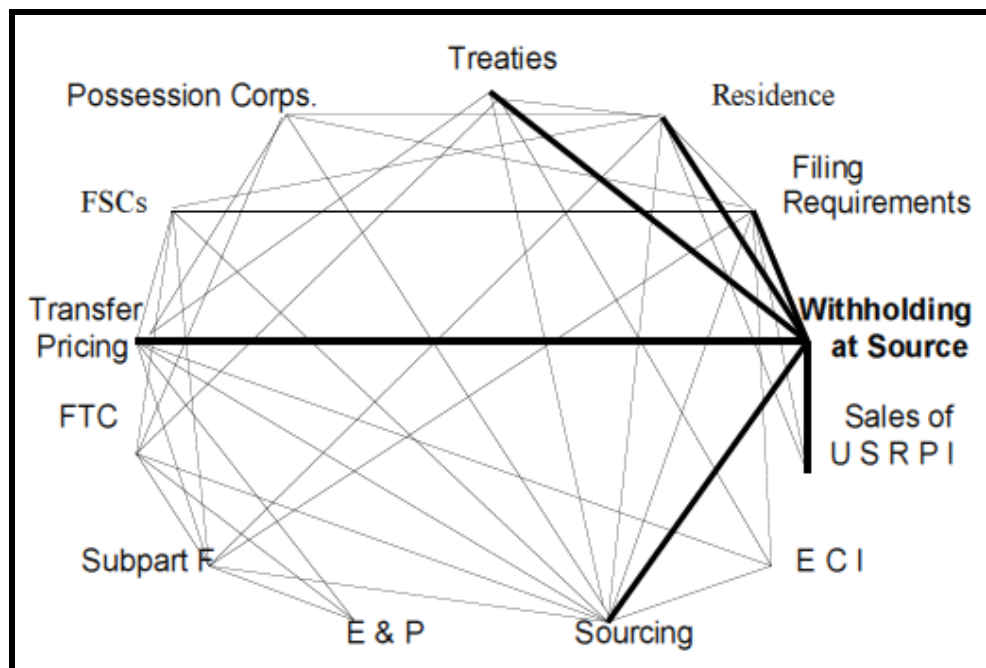 Treaties
Possession Corps.
Residence
Filing
Requirements
FSCs
Transfer
Pricing
Withholding
at Source
FTC
Sales of
U S R P I
Subpart F
E C I
E & P
Sourcing